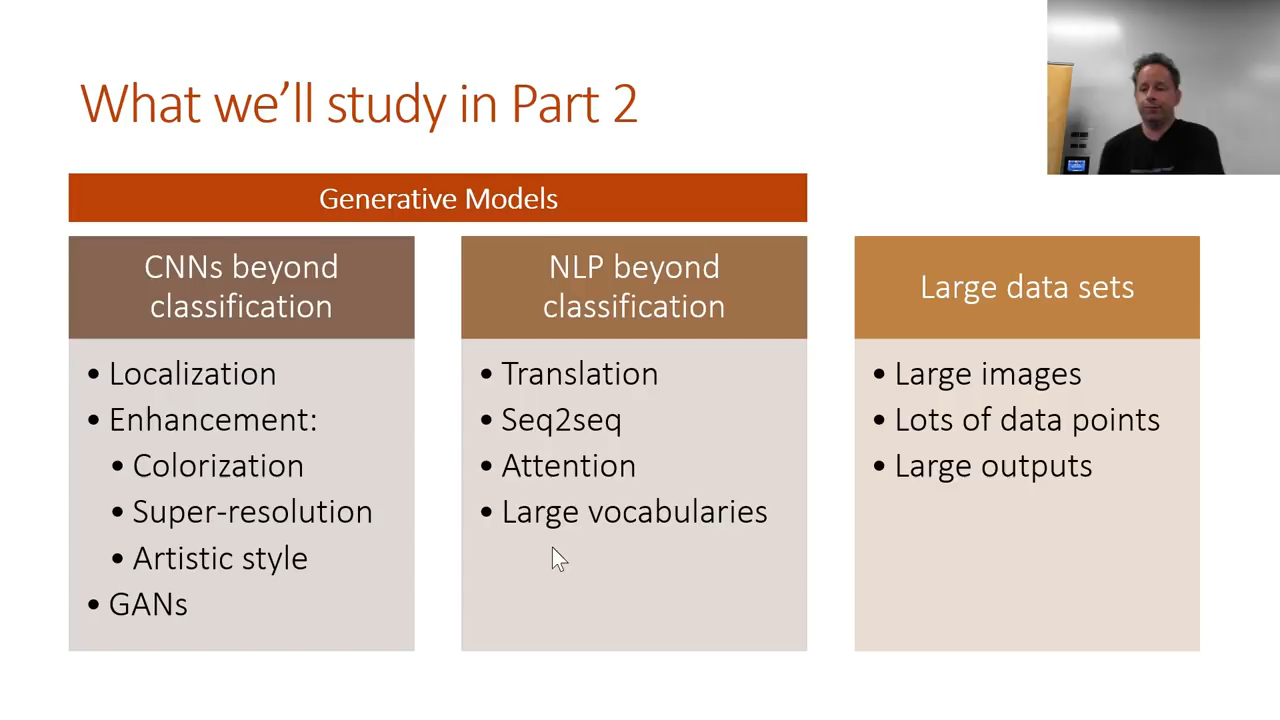 What we’ll study in Part 2
Generative Models
CNNs beyond
classification
• Localization
• Enhancement:
• Colorization
• Super-resolution
• Artistic style
• GANs
NLP beyond
classification
• Translation
• Seq2seq
• Attention
• Large vocabularies
Large data sets
• Large images
• Lots of data points
• Large outputs